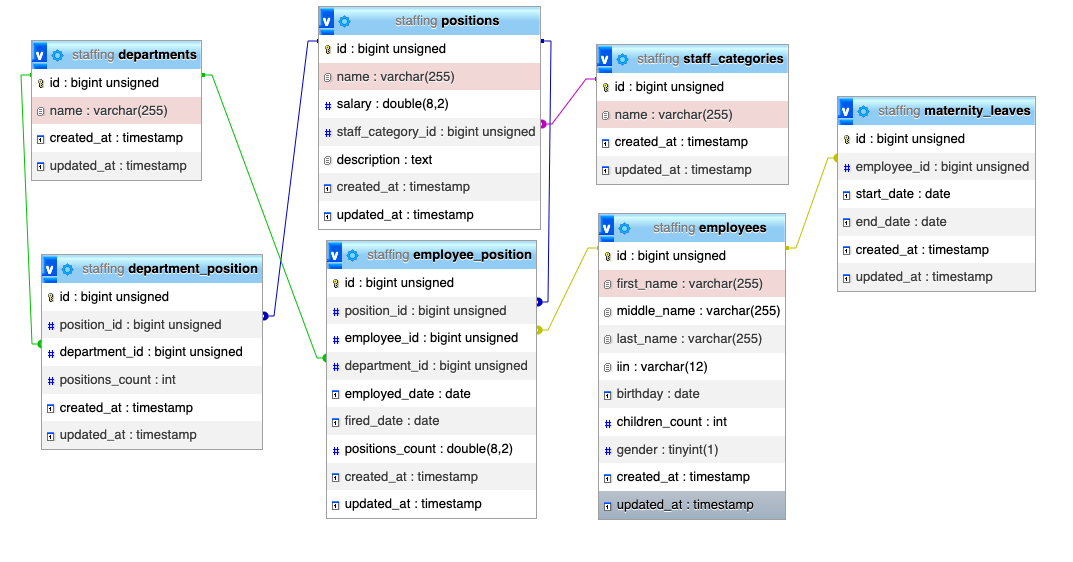 v staffing departments
id : bigint unsigned
# name : varchar(255)
created_at : timestamp
updated_at : timestamp
v staffing department_position
id : bigint unsigned
# position_id : bigint unsigned
# department_id : bigint unsigned
# positions_count : int
created_at : timestamp
updated_at : timestamp
v staffing positions
id : bigint unsigned
name : varchar(255)
# salary : double(8,2)
# staff_category_id : bigint unsigned
description : text
created_at : timestamp
updated_at : timestamp
v staffing employee_position
id : bigint unsigned
# position_id : bigint unsigned
# employee_id : bigint unsigned
# department_id : bigint unsigned
employed_date : date
fired_date : date
# positions_count : double(8,2)
created_at : timestamp
updated_at : timestamp
v staffing staff_categories
id : bigint unsigned
name : varchar(255)
created_at : timestamp
updated_at : timestamp
v staffing employees
id : bigint unsigned
first_name : varchar(255)
middle_name : varchar(255)
last_name : varchar(255)
iin : varchar(12)
birthday : date
# children_count : int
# gender : tinyint(1)
created_at : timestamp
updated_at : timestamp
v staffing maternity_leaves
id : bigint unsigned
# employee_id : bigint unsigned
start_date : date
end_date : date
created_at : timestamp
updated_at : timestamp